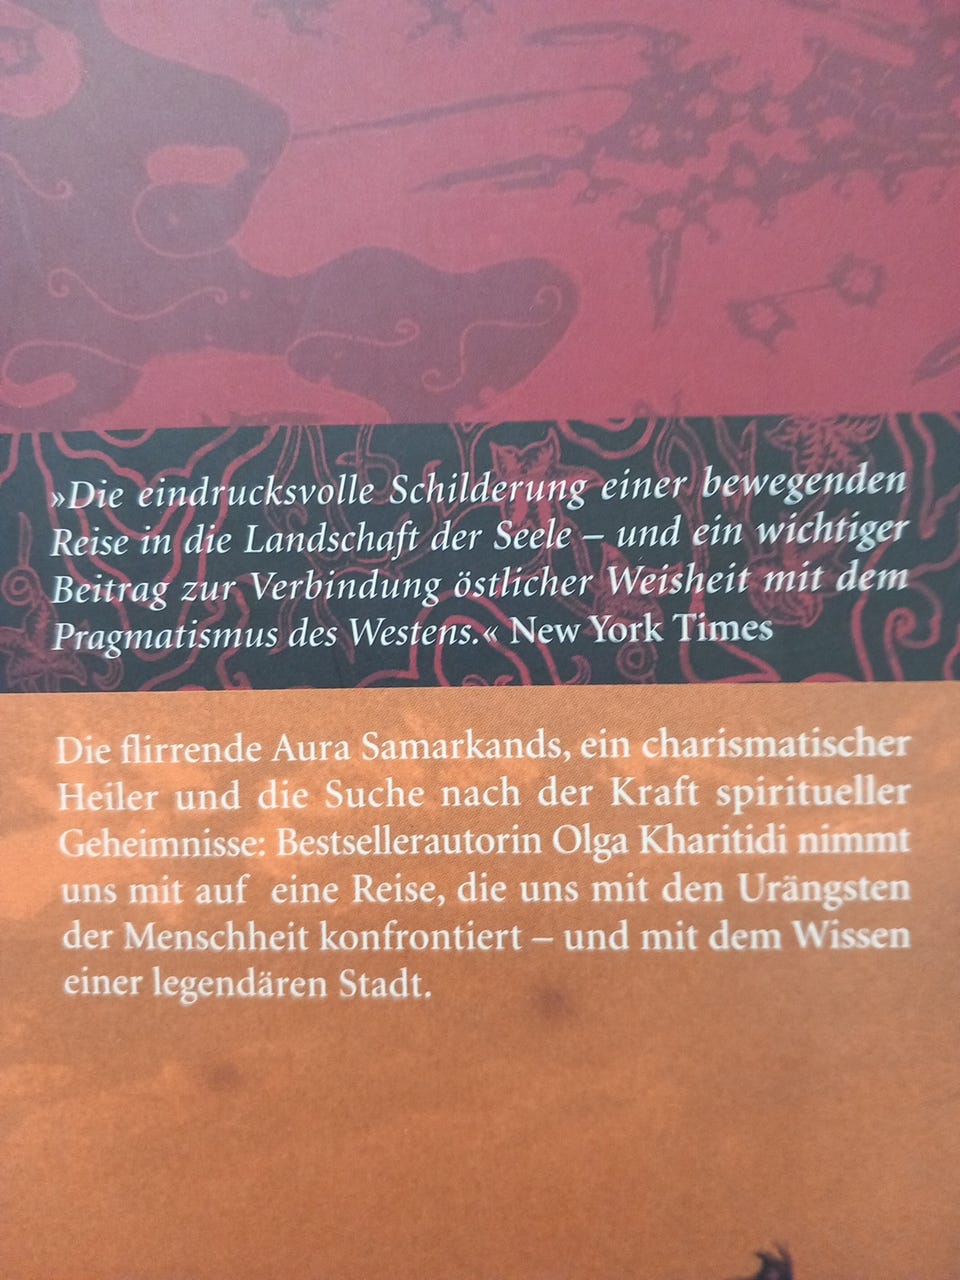 »Die eindrucksvolle Schilderung einer bewegenden
Reise in die Landschaft der Seele – und ein wichtiger
Beitrag zur Verbindung östlicher Weisheit mit dem
Pragmatismus des Westens.« New York Times
Die flirrende Aura Samarkands, ein charismatischer
Heiler und die Suche nach der Kraft spiritueller
Geheimnisse: Bestsellerautorin Olga Kharitidi nimmt
uns mit auf eine Reise, die uns mit den Urängsten
der Menschheit konfrontiert – und mit dem Wissen
einer legendären Stadt.